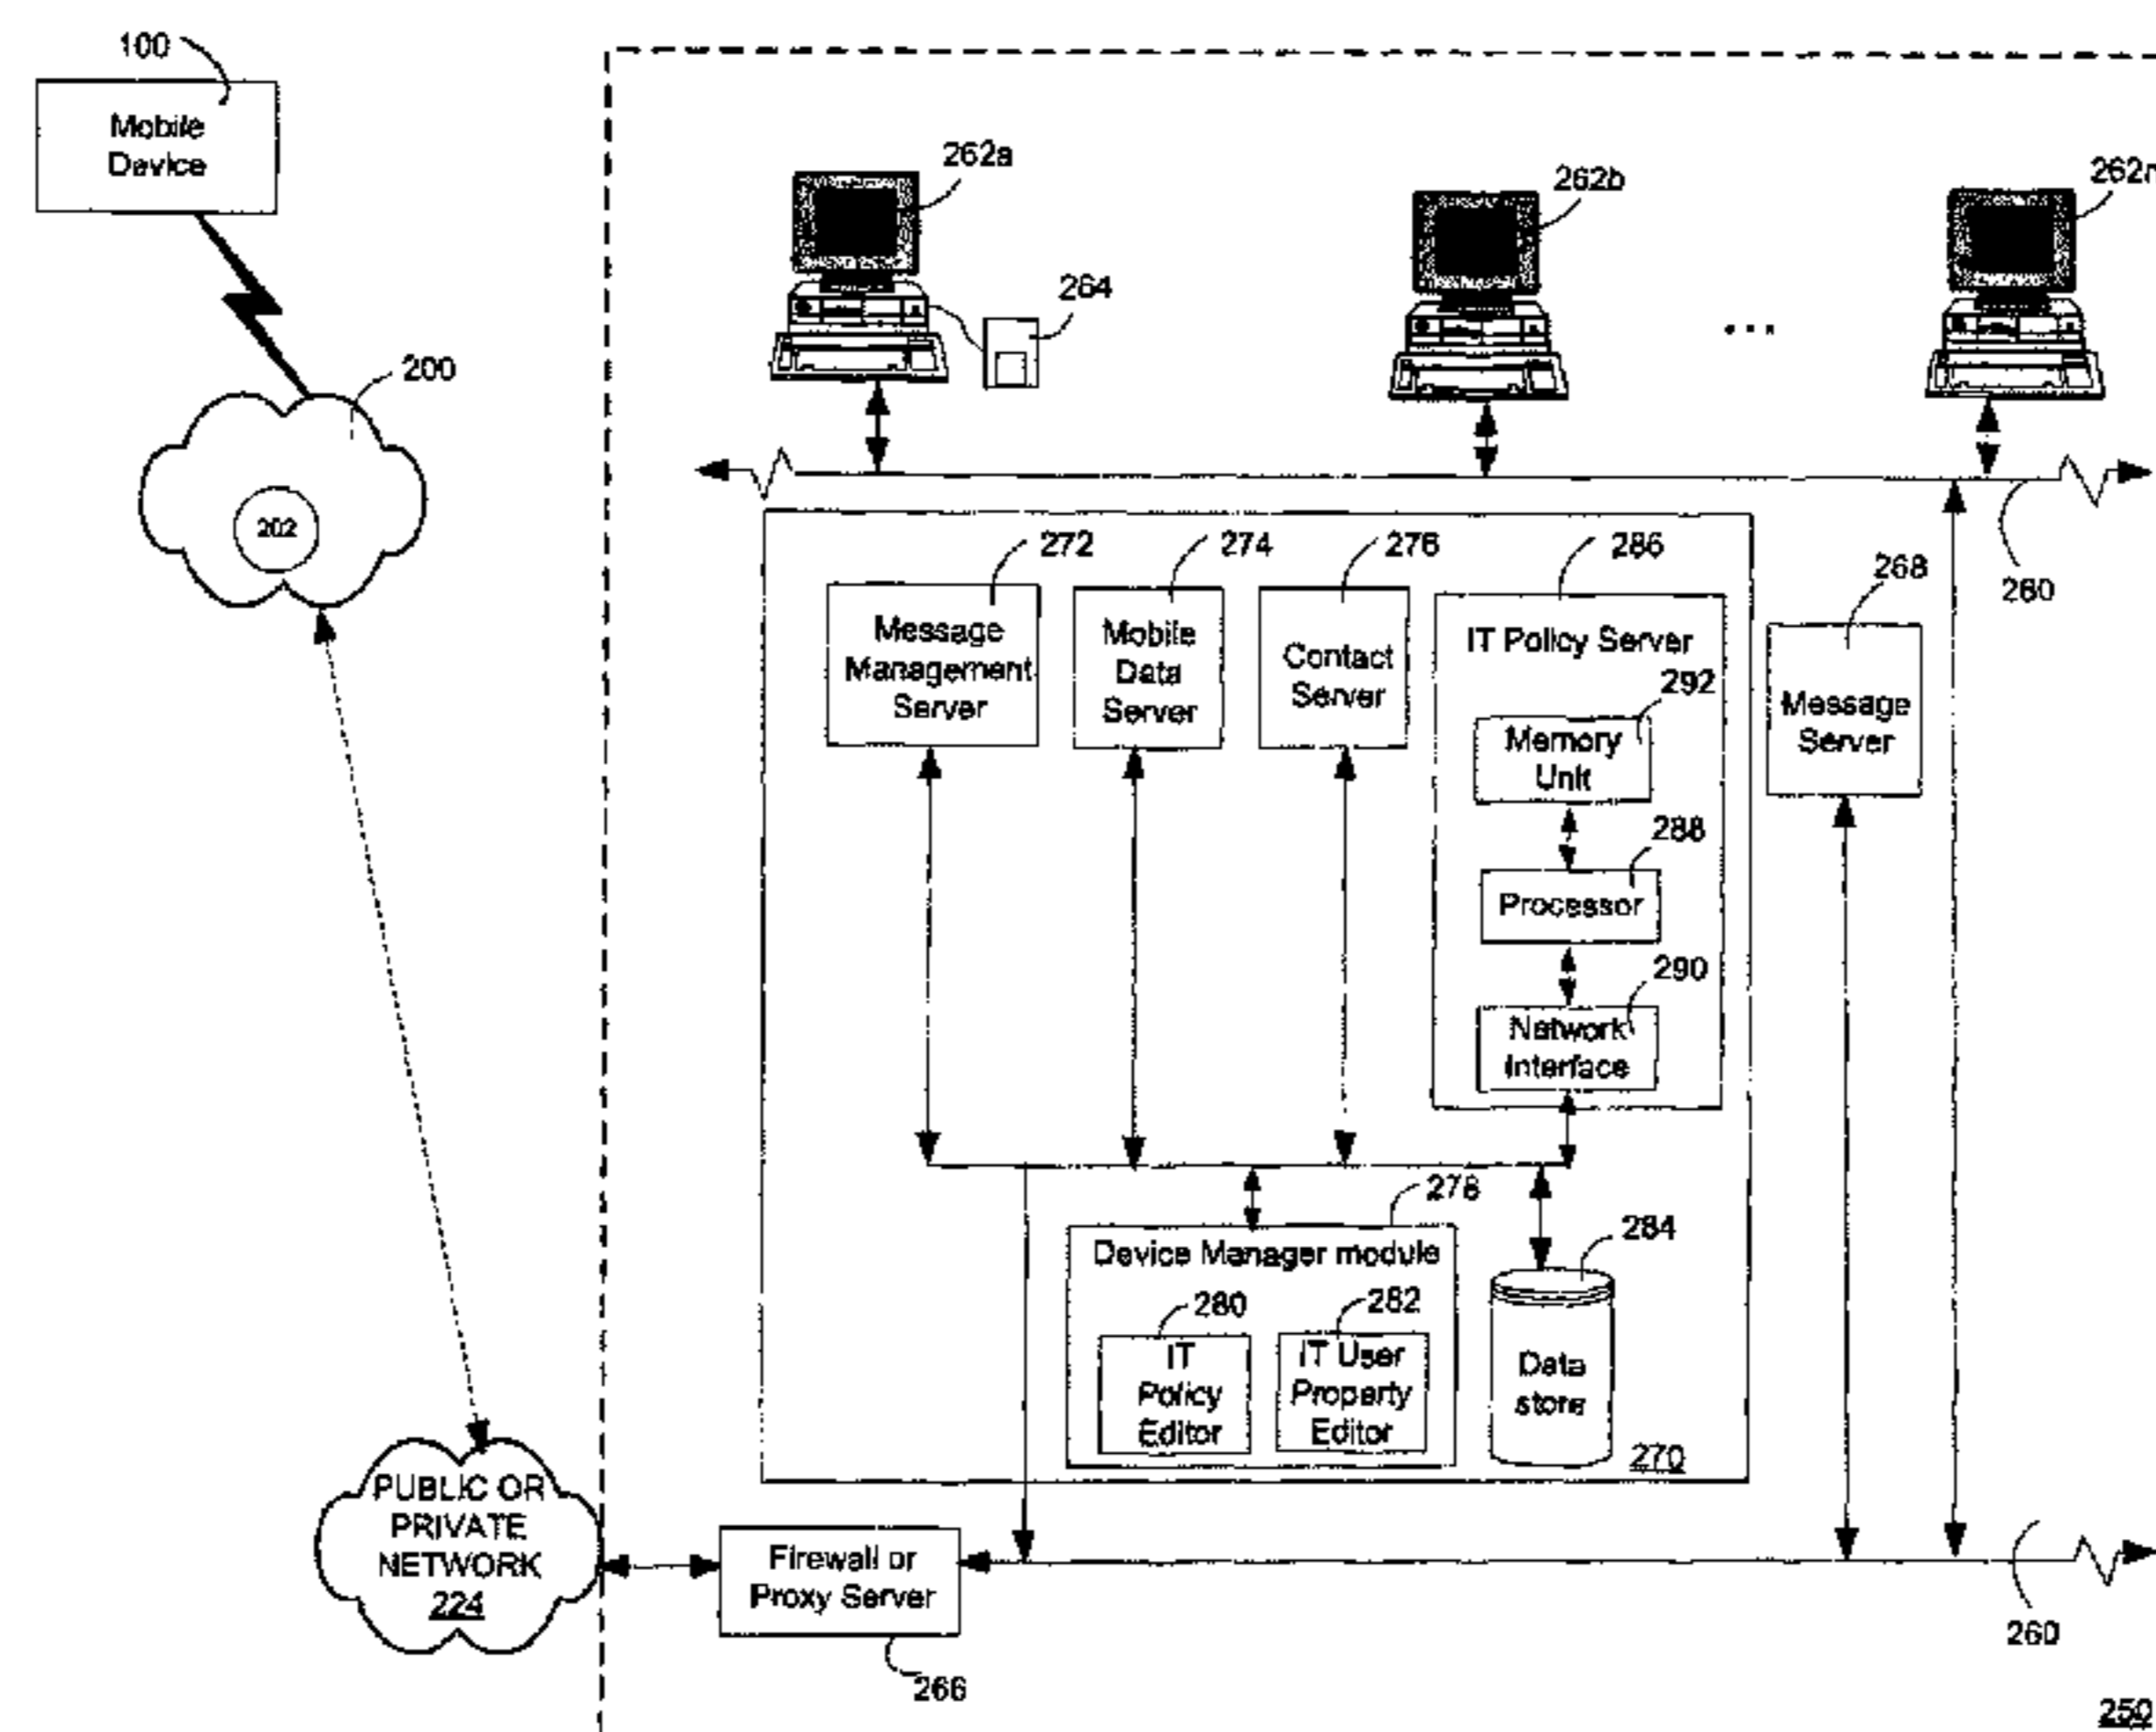 100
Mobile
Device
262a
262b
262n
264
200
202
260
272
274
276
286
268
Message
Management
Server
Mobile
Data
Server
Contact
Server
IT Policy Server
292
Memory
Unit
Message
Server
288
Processor
290
Network
Interface
278
Device Manager module
284
280
282
IT
Policy
Editor
IT User
Property
Editor
Data
store
270
PUBLIC OR
PRIVATE
NETWORK
224
Firewall or
Proxy Server
266
260
250